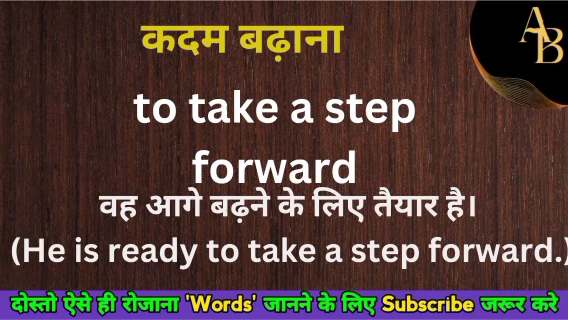 कदम बढ़ाना
AB
to take a step
forward
वह आगे बढ़ने के लिए तैयार है।
(He is ready to take a step forward.)
दोस्तो ऐसे ही रोजाना 'Words' जानने के लिए Subscribe जरूर करे